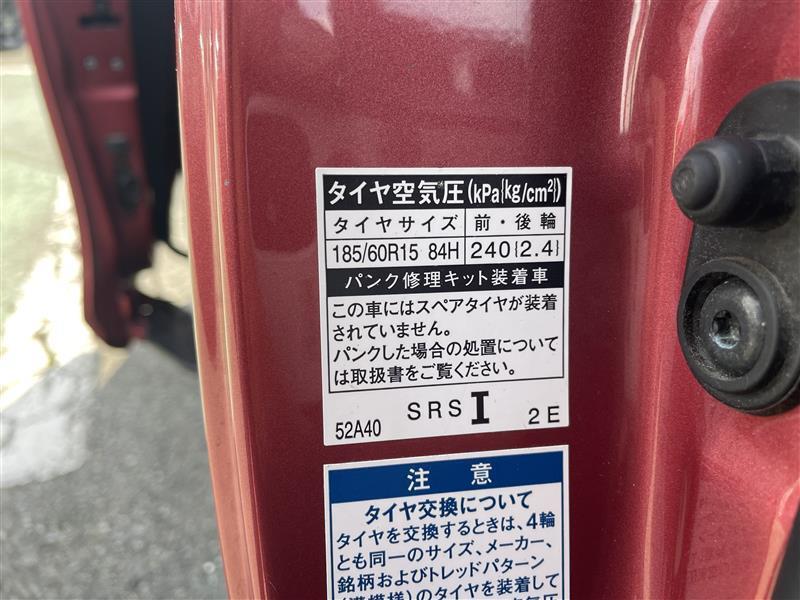 タイヤ空気圧(kPa{kg/cm²})
タイヤサイズ 前・後輪
185/60R15 84H 240{2.4}
パンク修理キット装着車
この車にはスペアタイヤが装着
されていません。
パンクした場合の処置について
は取扱書をご覧ください。
52A40 SRS I 2E
注意
タイヤ交換について
タイヤを交換するときは、4輪
とも同一のサイズ、メーカー、
銘柄およびトレッドパターン
(溝模様)のタイヤを装着して